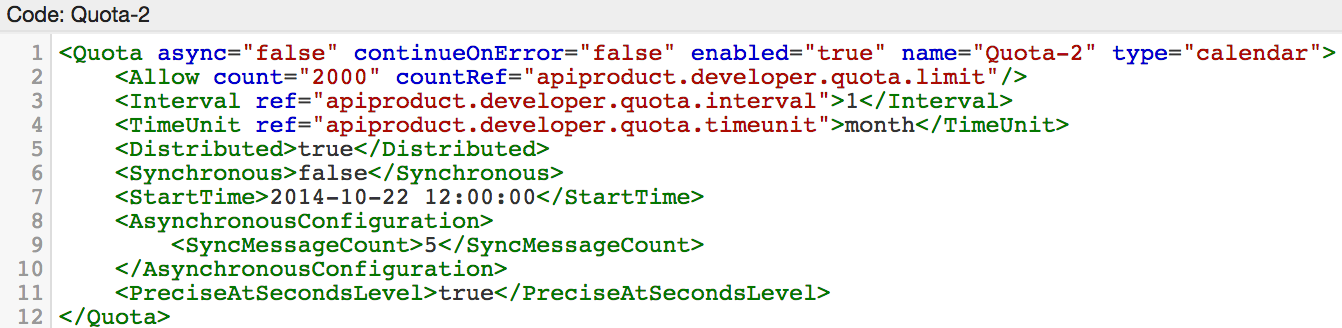 Code: Quota-2
1 <Quota async="false" continueOnError="false" enabled="true" name="Quota-2" type="calendar">
2     <Allow count="2000" countRef="apiproduct.developer.quota.limit"/>
3     <Interval ref="apiproduct.developer.quota.interval">1</Interval>
4     <TimeUnit ref="apiproduct.developer.quota.timeunit">month</TimeUnit>
5     <Distributed>true</Distributed>
6     <Synchronous>false</Synchronous>
7     <StartTime>2014-10-22 12:00:00</StartTime>
8     <AsynchronousConfiguration>
9         <SyncMessageCount>5</SyncMessageCount>
10     </AsynchronousConfiguration>
11     <PreciseAtSecondsLevel>true</PreciseAtSecondsLevel>
12 </Quota>